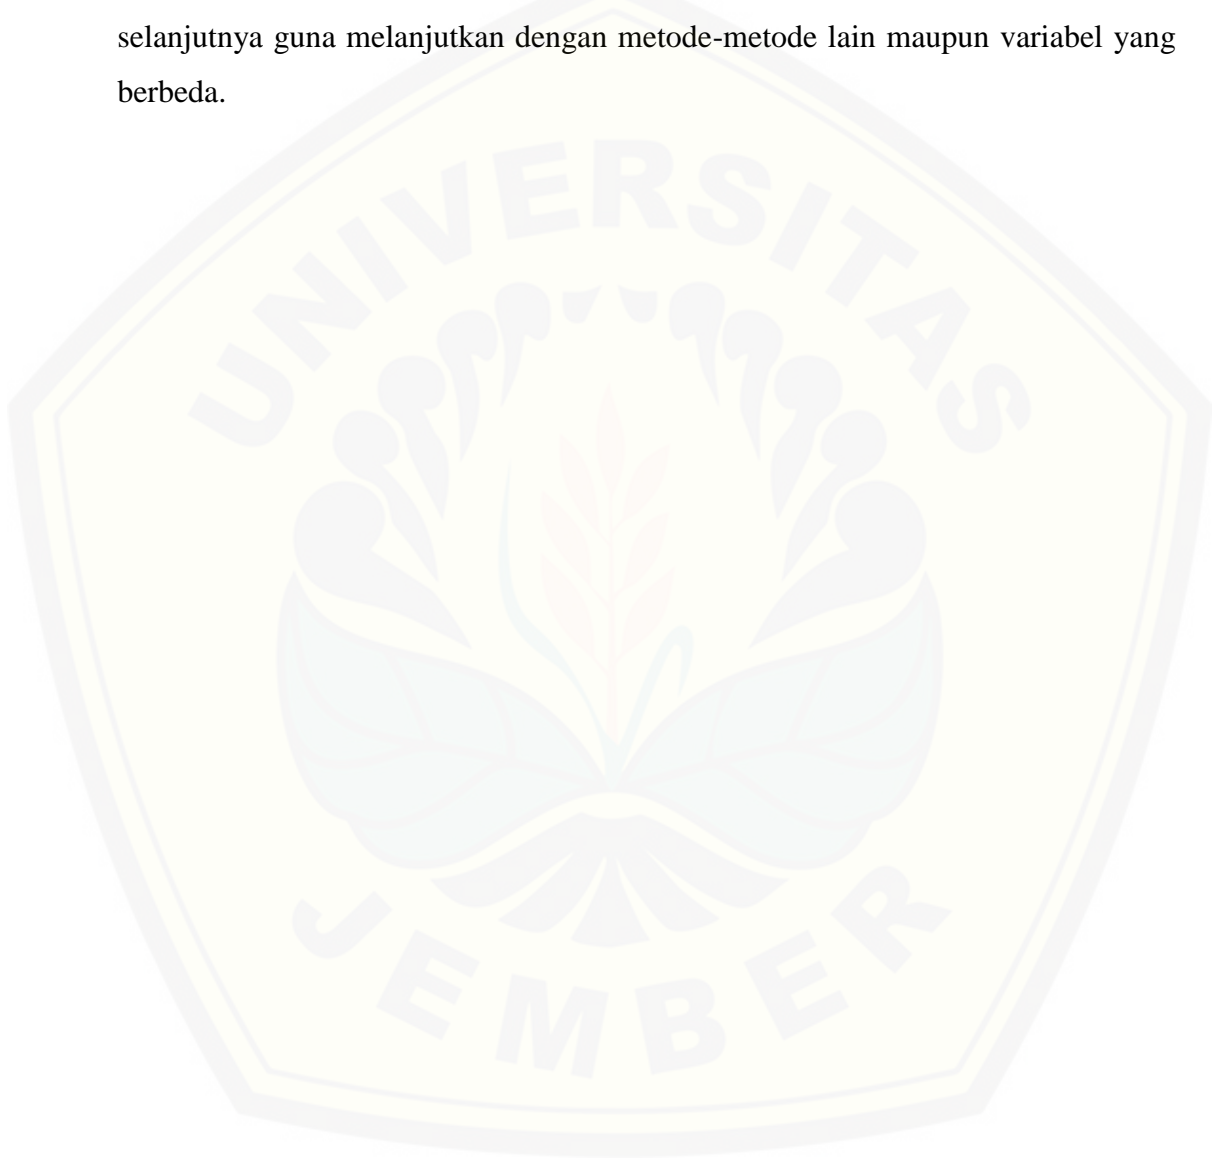 selanjutnya guna melanjutkan dengan metode-metode lain maupun variabel yang
berbeda.
UNIVERSITAS
JEMBER